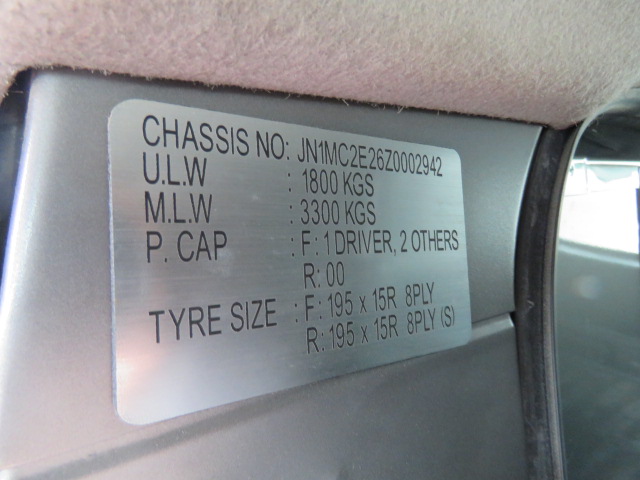 CHASSIS NO: JN1MC2E26Z0002942
U.L.W : 1800 KGS
M.L.W : 3300 KGS
P. CAP : F: 1 DRIVER, 2 OTHERS
R: 00
TYRE SIZE : F: 195 x 15R 8PLY
R: 195 x 15R 8PLY (S)